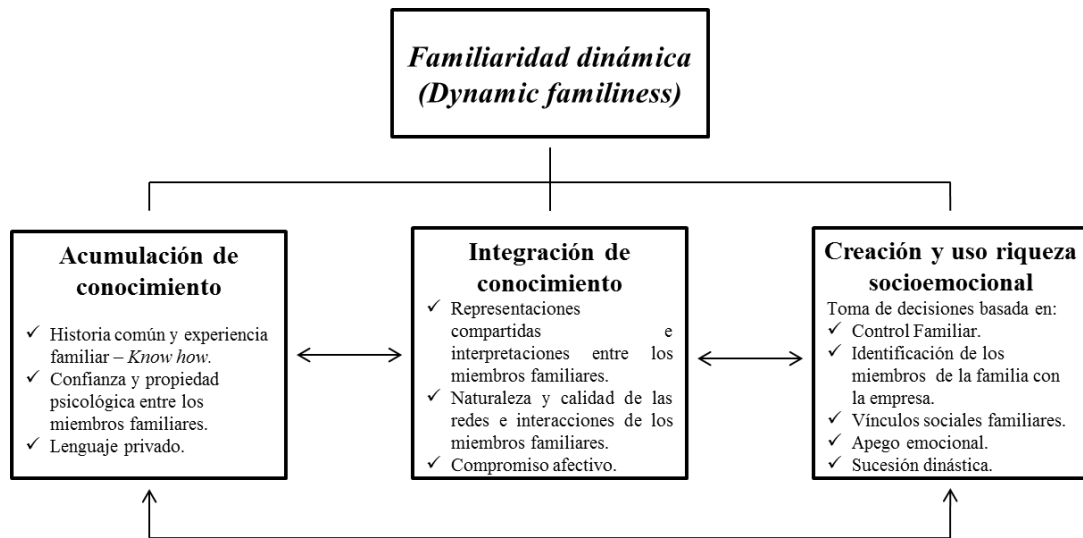 Familiaridad dinámica
(Dynamic familiness)
Acumulación de
conocimiento
✓ Historia común y experiencia
familiar – Know how.
✓ Confianza y propiedad
psicológica entre los
miembros familiares.
✓ Lenguaje privado.
Integración de
conocimiento
✓ Representaciones
compartidas e
interpretaciones entre los
miembros familiares.
✓ Naturaleza y calidad de las
redes e interacciones de los
miembros familiares.
✓ Compromiso afectivo.
Creación y uso riqueza
socioemocional
Toma de decisiones basada en:
✓ Control Familiar.
✓ Identificación de los
miembros de la familia con
la empresa.
✓ Vínculos sociales familiares.
✓ Apego emocional.
✓ Sucesión dinástica.